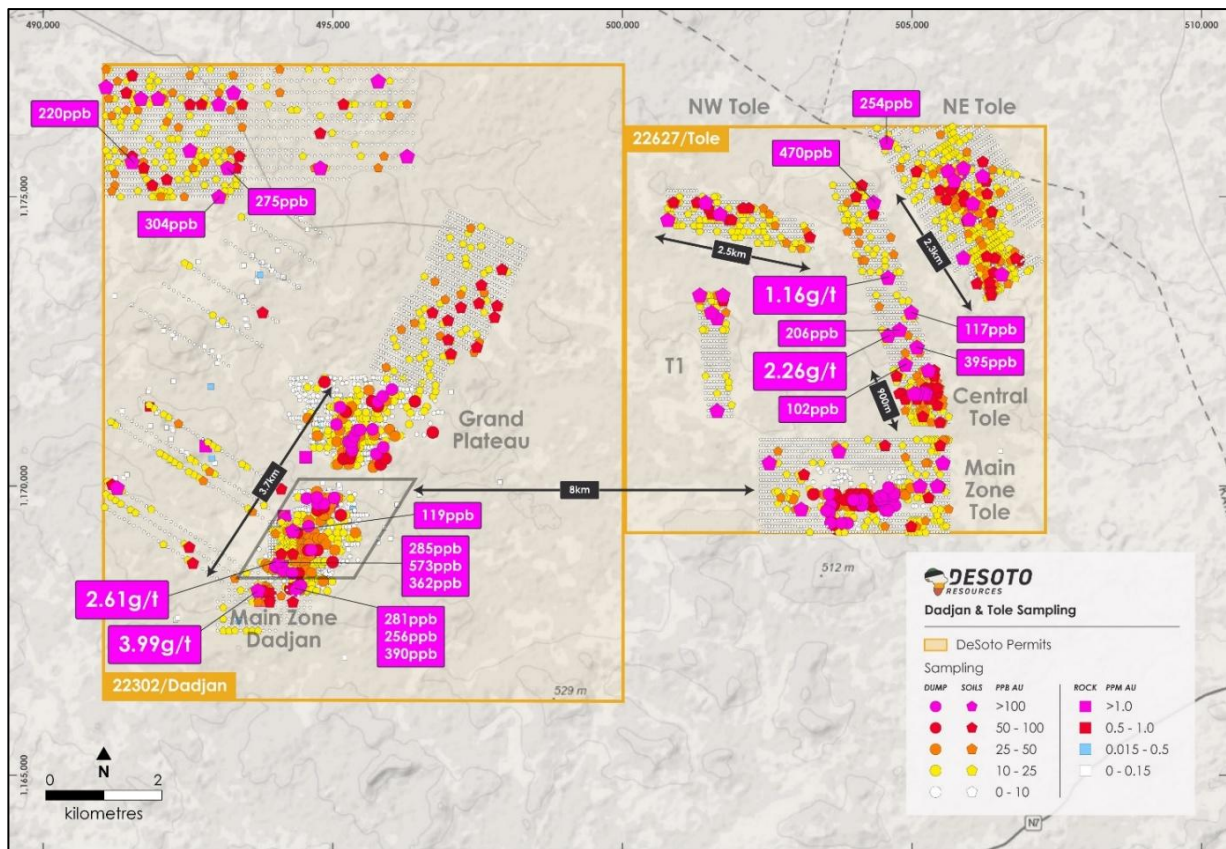 490,000
495,000
500,000
505,000
510,000
1,175,000
1,170,000
1,165,000
NW Tole
254ppb
NE Tole
220ppb
22627/Tole
470ppb
275ppb
304ppb
2.5km
2.3km
1.16g/t
117ppb
206ppb
T1
2.26g/t
395ppb
900m
102ppb
Central
Tole
Grand
Plateau
3.7km
8km
Main
Zone
Tole
119ppb
285ppb
573ppb
362ppb
2.61g/t
Main Zone
Dadjan
3.99g/t
281ppb
256ppb
390ppb
22302/Dadjan
529 m
512 m
N
0
2
kilometres
DESOTO
RESOURCES
Dadjan & Tole Sampling
DeSoto Permits
Sampling
DUMP SOILS PPB AU ROCK PPM AU
>100 >1.0
50 - 100 0.5 - 1.0
25 - 50 0.015 - 0.5
10 - 25 0 - 0.15
0 - 10
N7